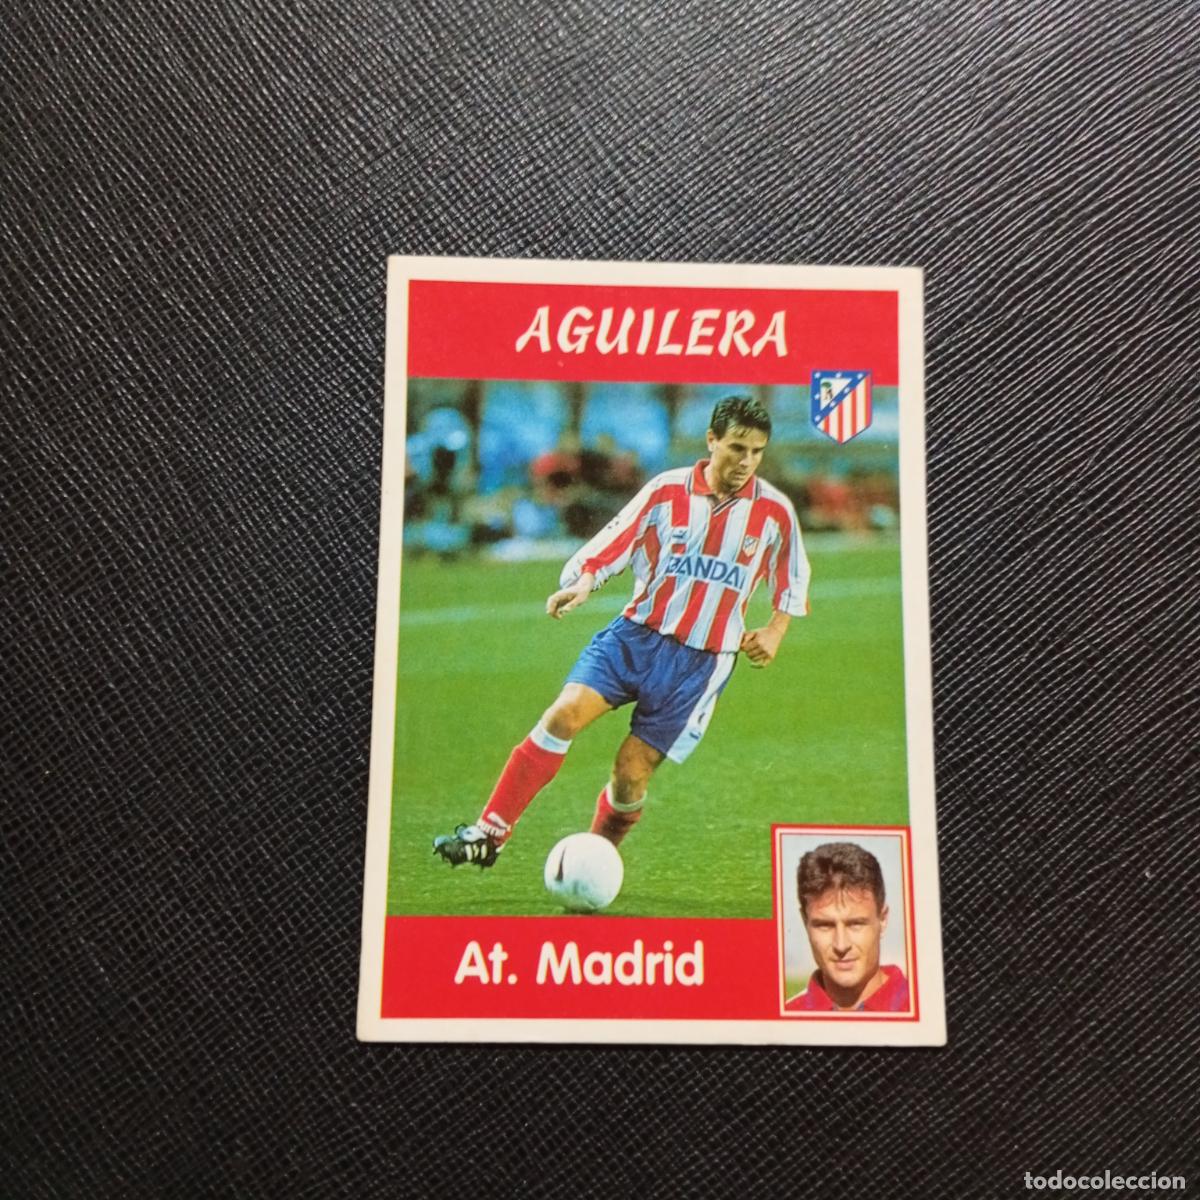 AGUILERA
BANDAI
At. Madrid
todocoleccion